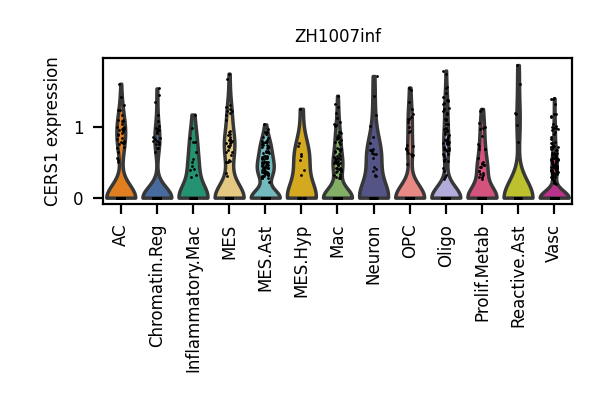 ZH1007inf
CERS1 expression
1
0
AC
Chromatin.Reg
Inflammatory.Mac
MES
MES.Ast
MES.Hyp
Mac
Neuron
OPC
Oligo
Prolif.Metab
Reactive.Ast
Vasc